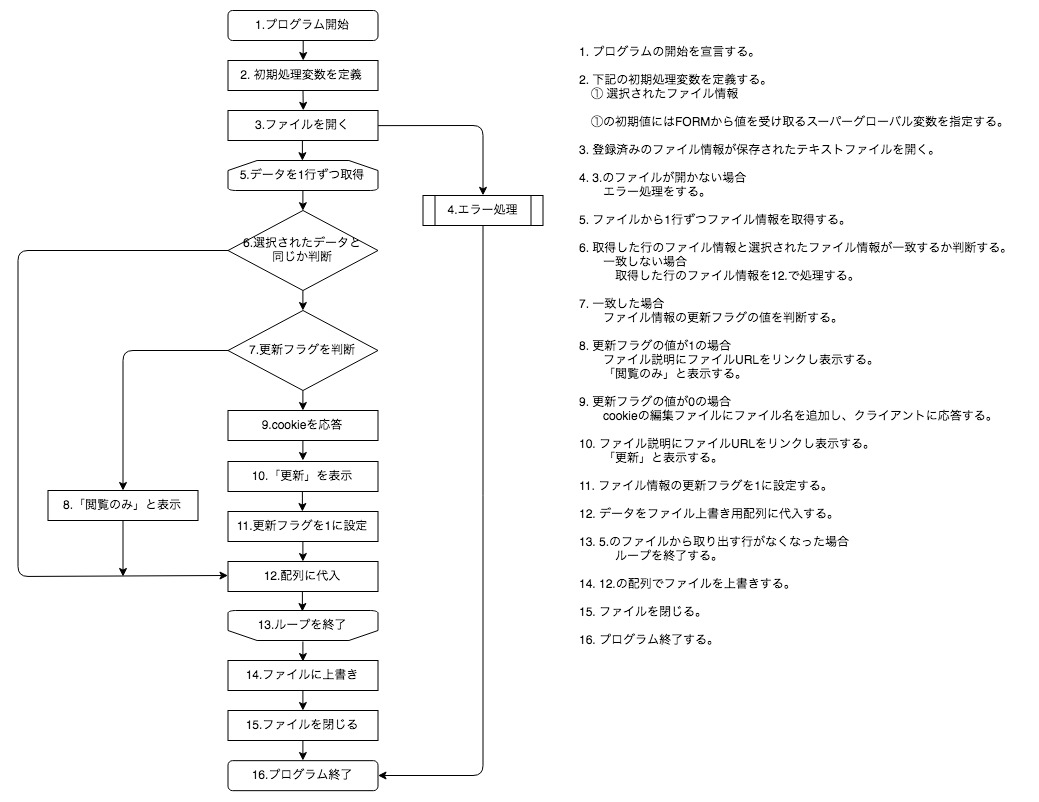 1.プログラム開始
2. 初期処理変数を定義
3.ファイルを開く
5.データを1行ずつ取得
4.エラー処理
6.選択されたデータと
同じか判断
7.更新フラグを判断
9.cookieを応答
10.「更新」を表示
8.「閲覧のみ」と表示
11.更新フラグを1に設定
12.配列に代入
13.ループを終了
14.ファイルに上書き
15.ファイルを閉じる
16.プログラム終了
1. プログラムの開始を宣言する。
2. 下記の初期処理変数を定義する。
① 選択されたファイル情報
①の初期値にはFORMから値を受け取るスーパーグローバル変数を指定する。
3. 登録済みのファイル情報が保存されたテキストファイルを開く。
4. 3.のファイルが開かない場合
エラー処理をする。
5. ファイルから1行ずつファイル情報を取得する。
6. 取得した行のファイル情報と選択されたファイル情報が一致するか判断する。
一致しない場合
取得した行のファイル情報を12.で処理する。
7. 一致した場合
ファイル情報の更新フラグの値を判断する。
8. 更新フラグの値が1の場合
ファイル説明にファイルURLをリンクし表示する。
「閲覧のみ」と表示する。
9. 更新フラグの値が0の場合
cookieの編集ファイルにファイル名を追加し、クライアントに応答する。
10. ファイル説明にファイルURLをリンクし表示する。
「更新」と表示する。
11. ファイル情報の更新フラグを1に設定する。
12. データをファイル上書き用配列に代入する。
13. 5.のファイルから取り出す行がなくなった場合
ループを終了する。
14. 12.の配列でファイルを上書きする。
15. ファイルを閉じる。
16. プログラム終了する。